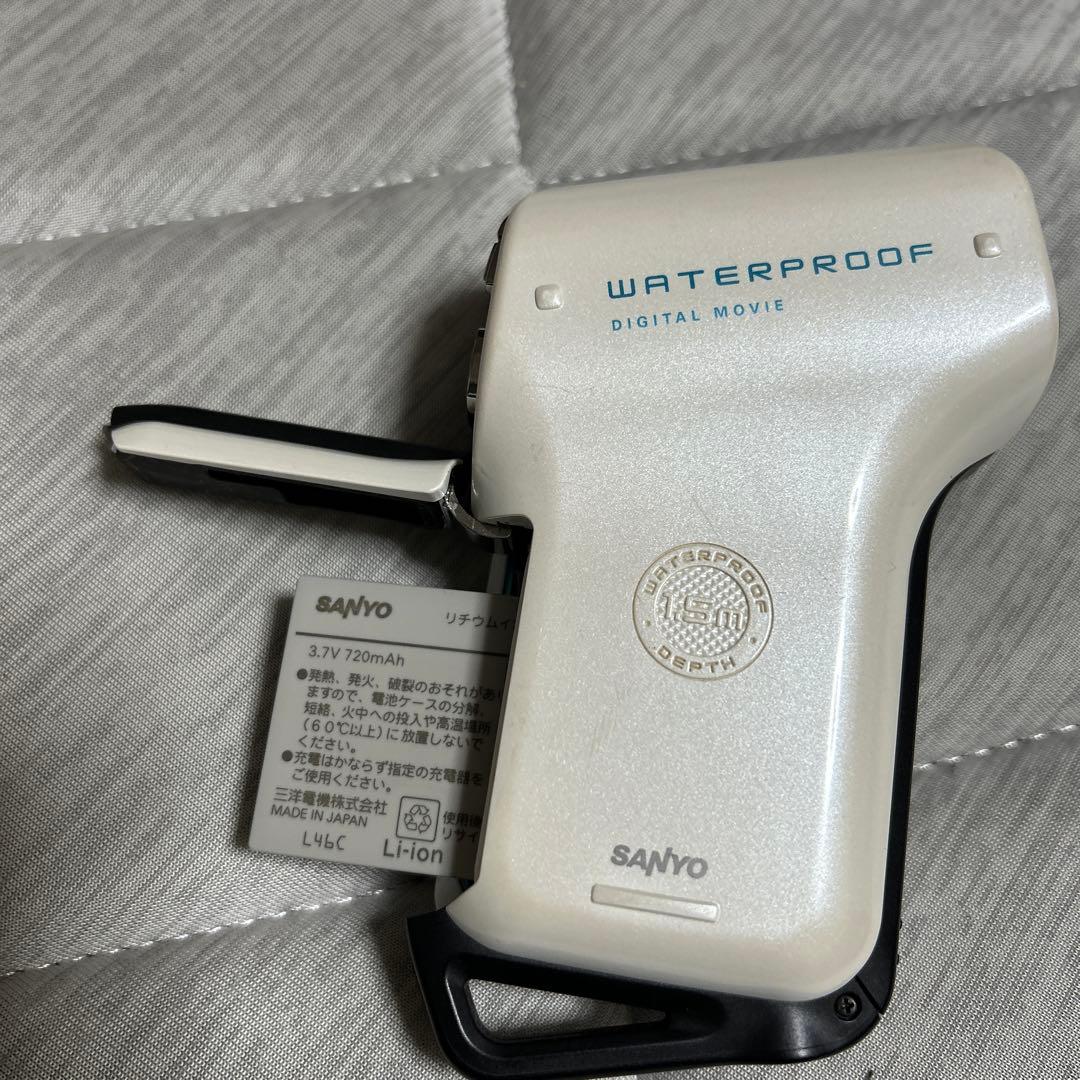 WATERPROOF
DIGITAL MOVIE
WATERPROOF
1.5m
DEPTH
SANYO
SANYO
リチウムイ
3.7V 720mAh
●発熱、発火、破裂のおそれがあり
ますので、電池ケースの分解、
短絡、火中への投入や高温場所
(60℃以上)に放置しないで
ください。
●充電はかならず指定の充電器を
ご使用ください。
三洋電機株式会社
MADE IN JAPAN
使用後
リサイ
L46C
Li-ion